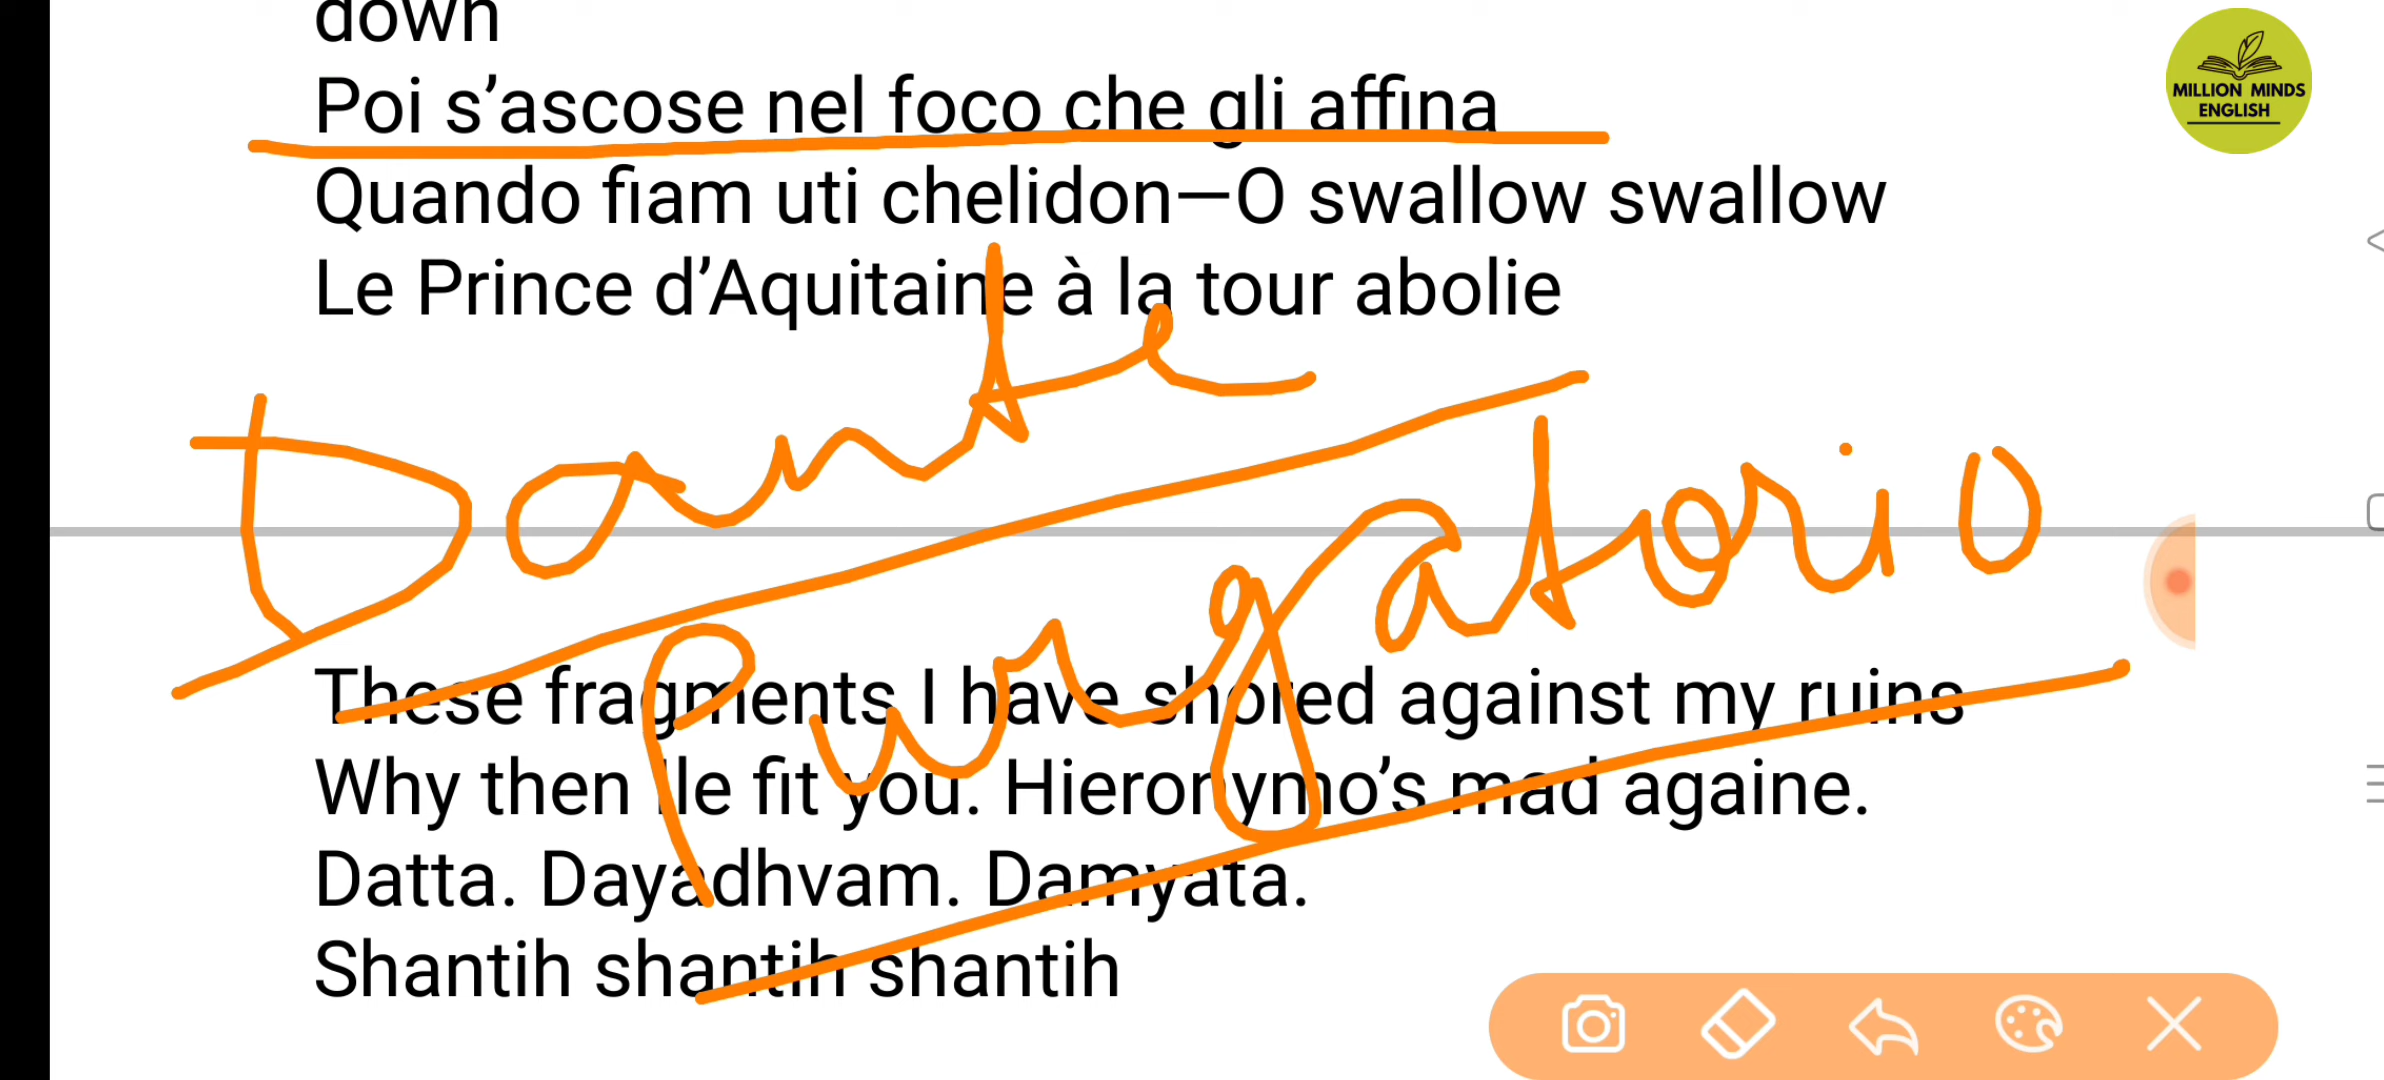 down
MILLION MINDS
ENGLISH
Poi s’ascose nel foco che gli affina
Quando fiam uti chelidon—O swallow swallow
Le Prince d’Aquitaine à la tour abolie
Dante
Purgatorio
These fragments I have shored against my ruins
Why then Ile fit you. Hieronymo’s mad againe.
Datta. Dayadhvam. Damyata.
Shantih shantih shantih